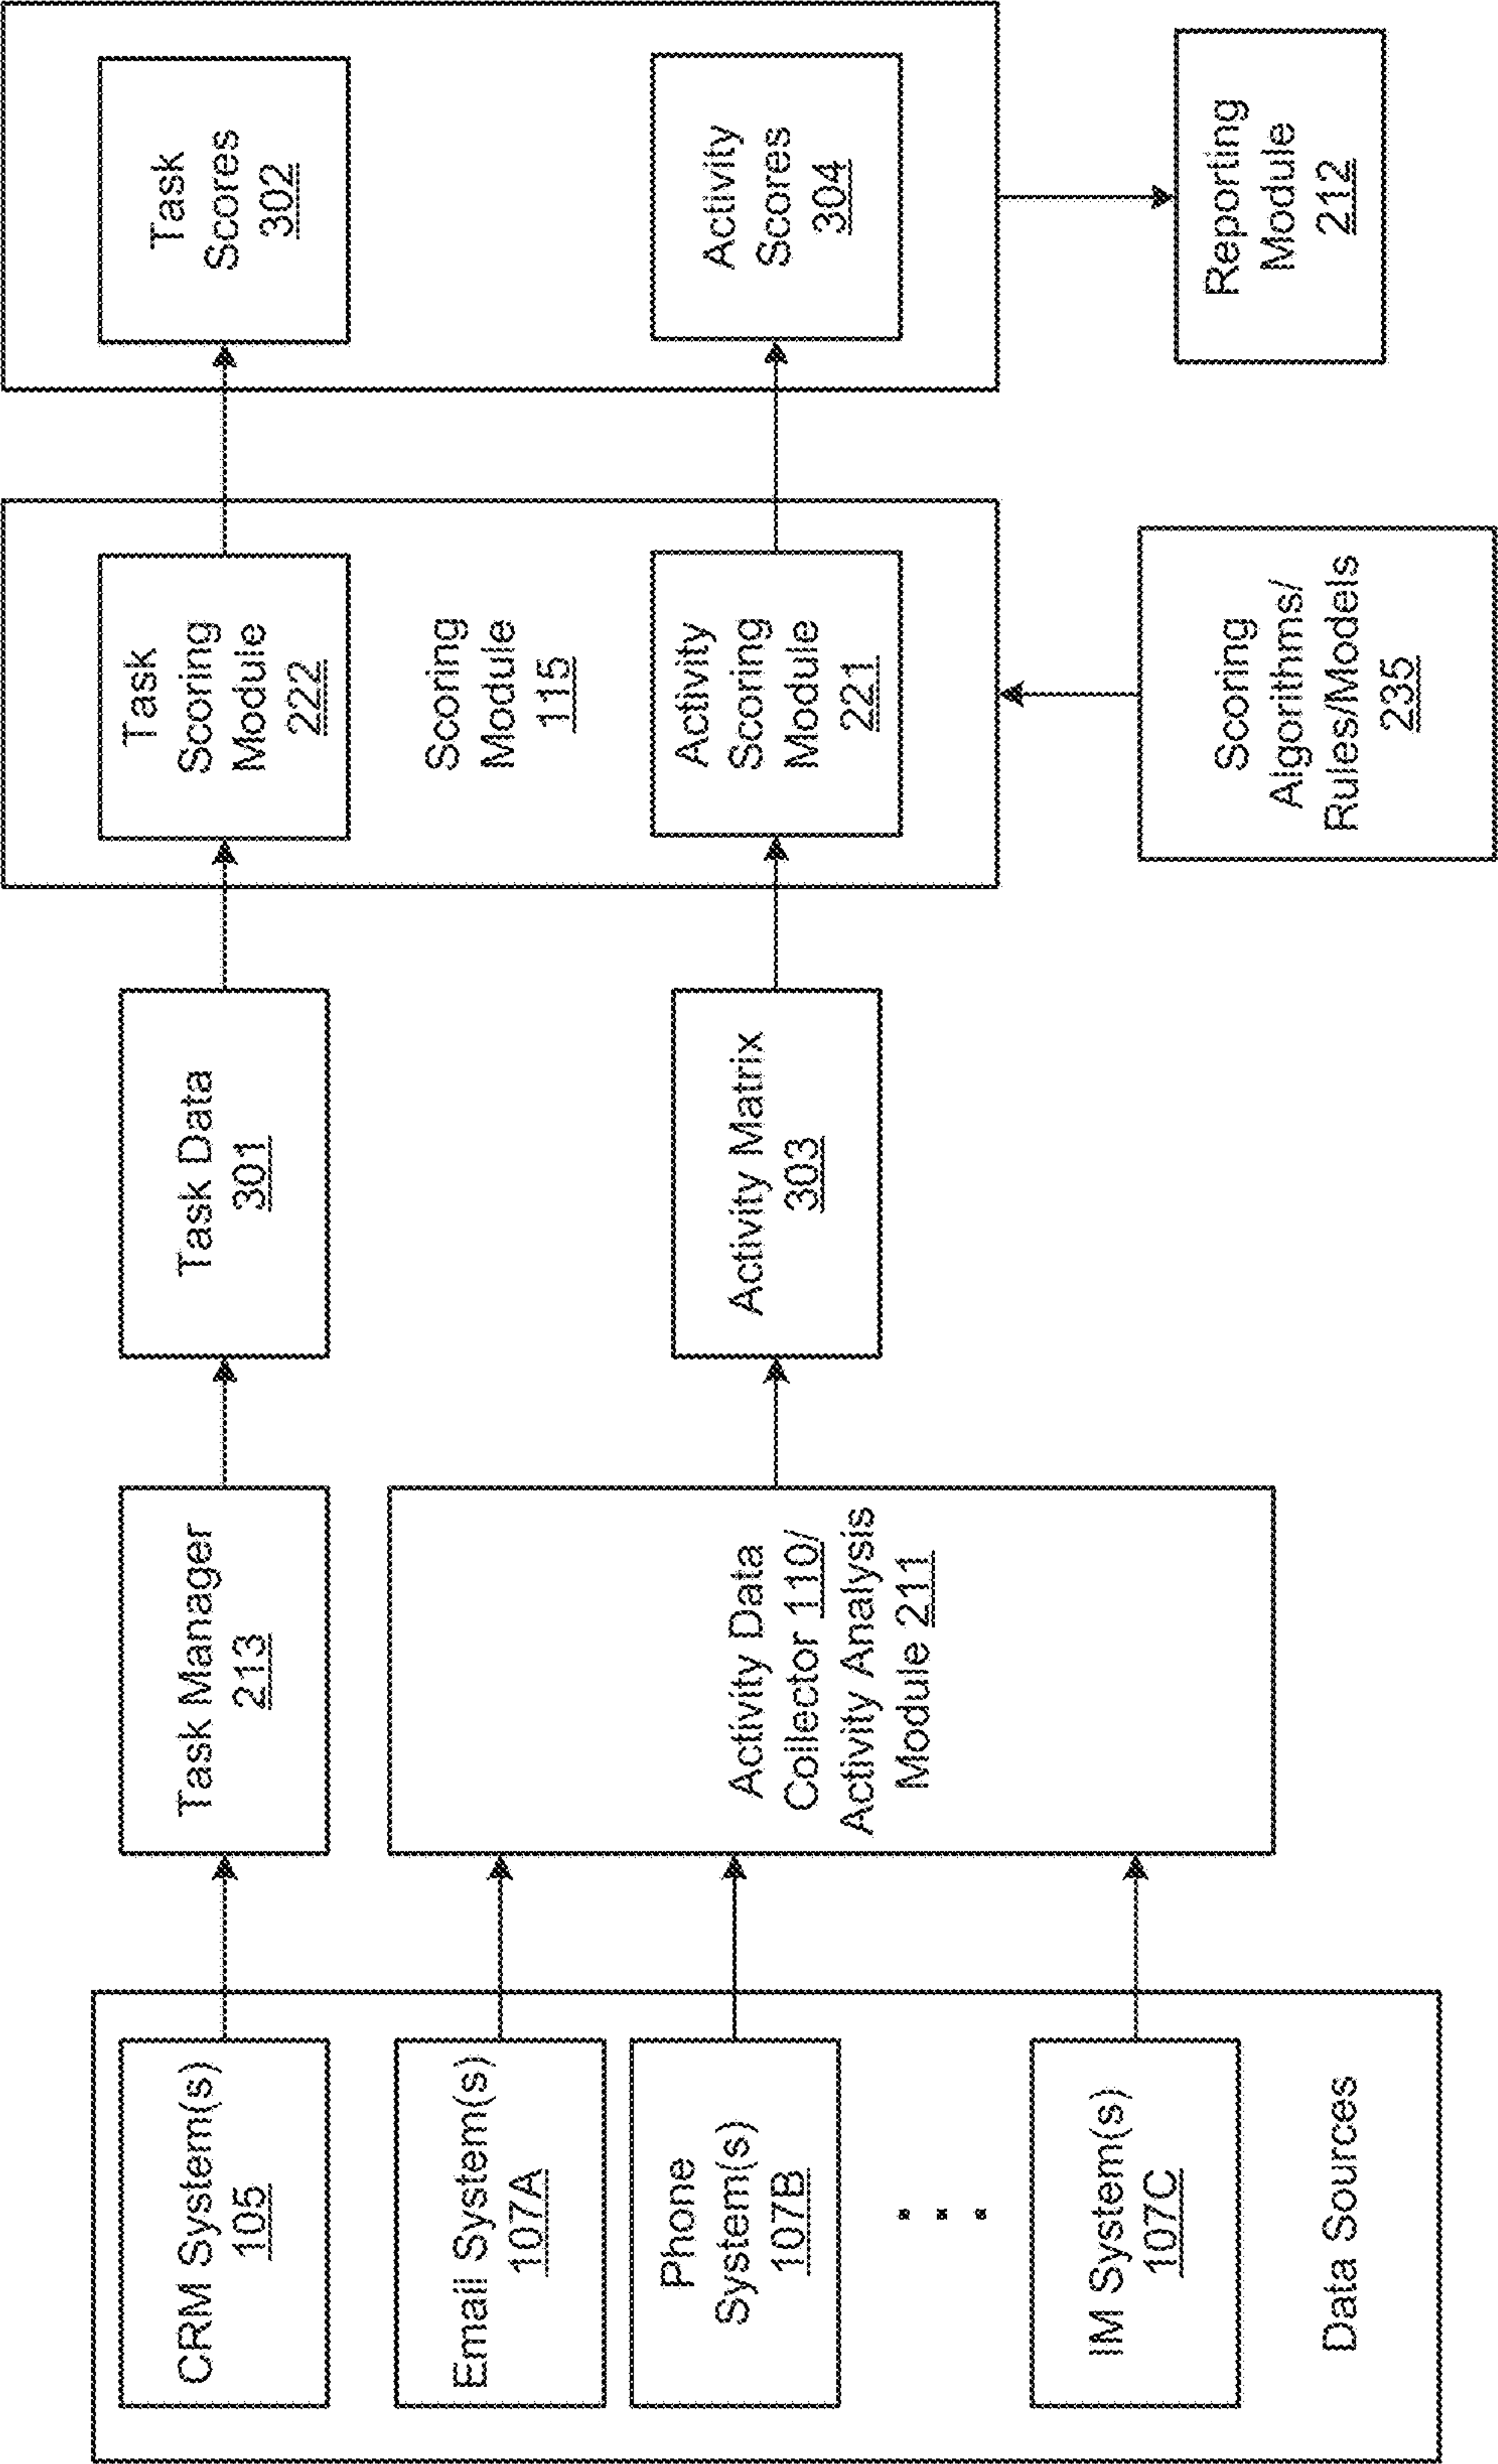 CRM System(s)
105
Email System(s)
107A
Phone
System(s)
107B
. . .
IM System(s)
107C
Data Sources
Task Manager
213
Activity Data
Collector 110/
Activity Analysis
Module 211
Task Data
301
Activity Matrix
303
Task
Scoring
Module
222
Scoring
Module
115
Activity
Scoring
Module
221
Scoring
Algorithms/
Rules/Models
235
Task
Scores
302
Activity
Scores
304
Reporting
Module
212